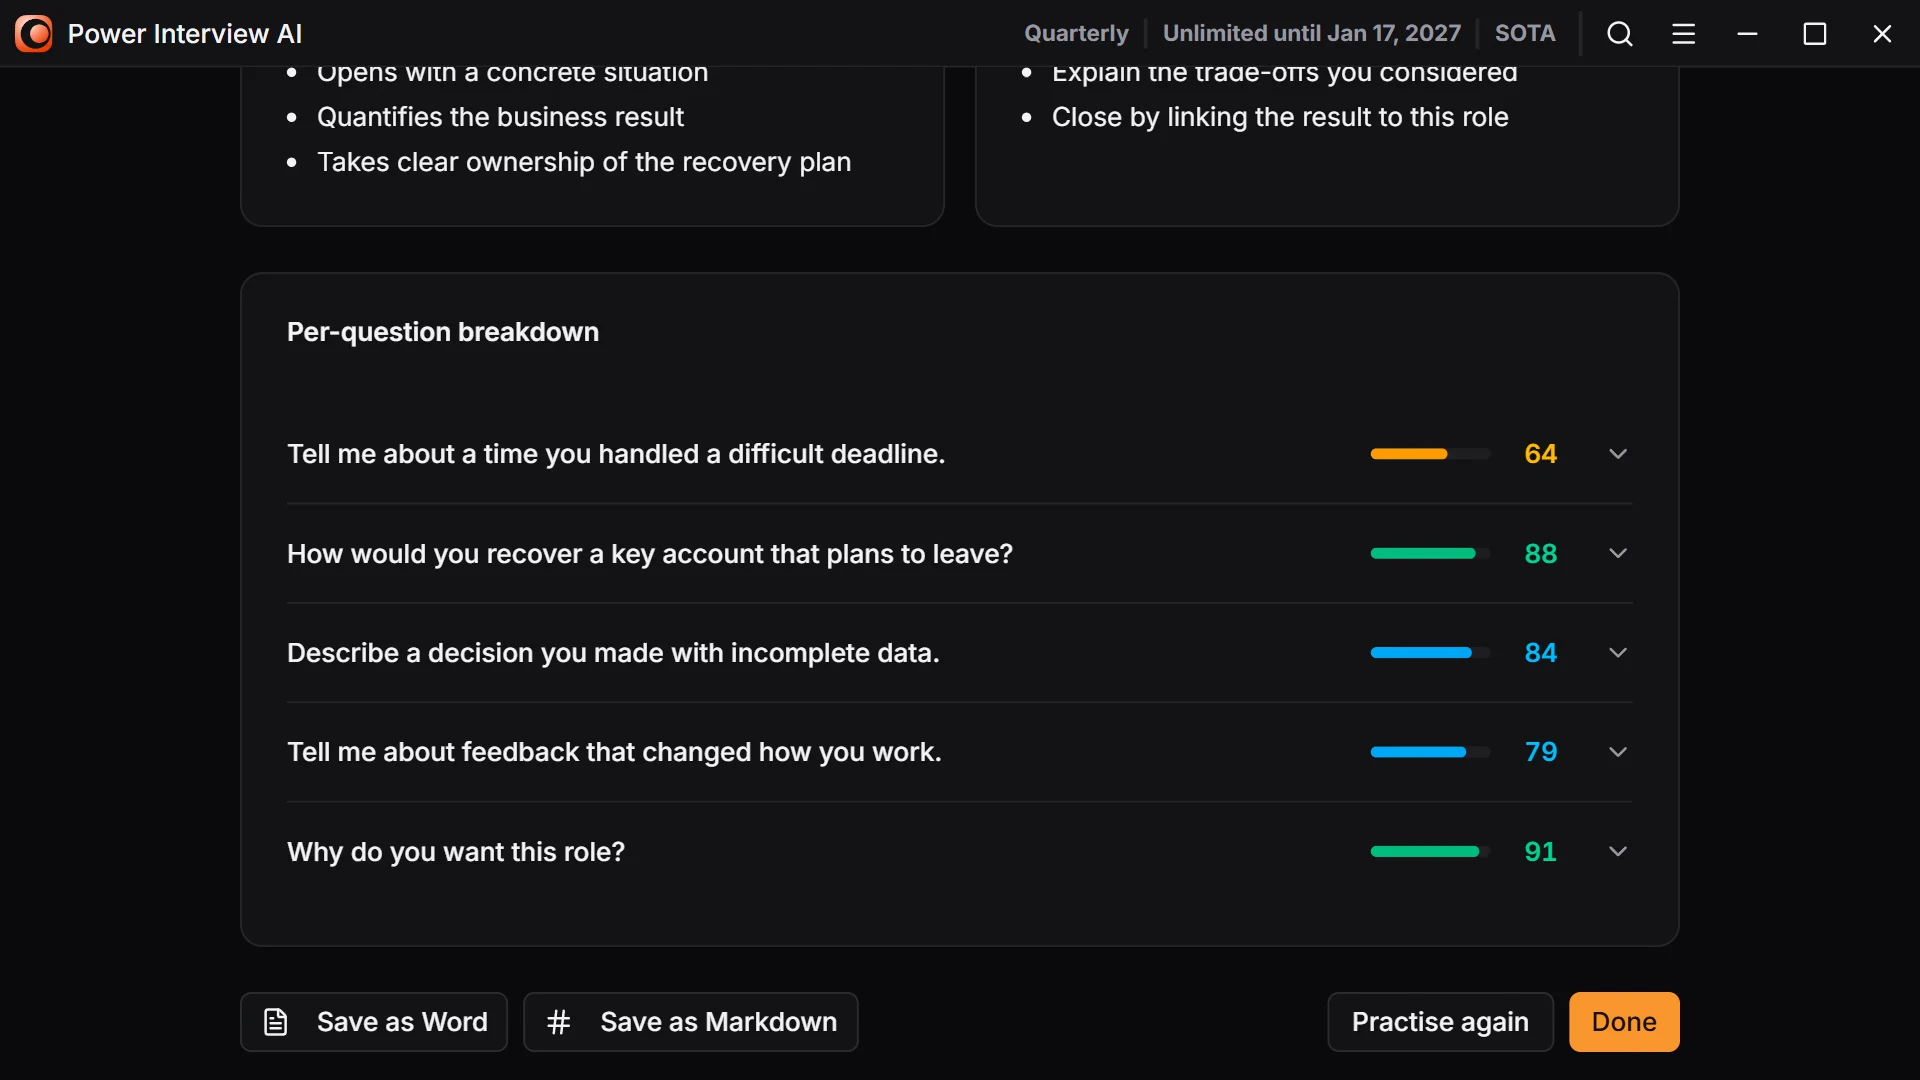 Power Interview AI
Quarterly
Unlimited until Jan 17, 2027
SOTA
Opens with a concrete situation
Quantifies the business result
Takes clear ownership of the recovery plan
Explain the trade-offs you considered
Close by linking the result to this role
Per-question breakdown
Tell me about a time you handled a difficult deadline. 64
How would you recover a key account that plans to leave? 88
Describe a decision you made with incomplete data. 84
Tell me about feedback that changed how you work. 79
Why do you want this role? 91
Save as Word
# Save as Markdown
Practise again
Done